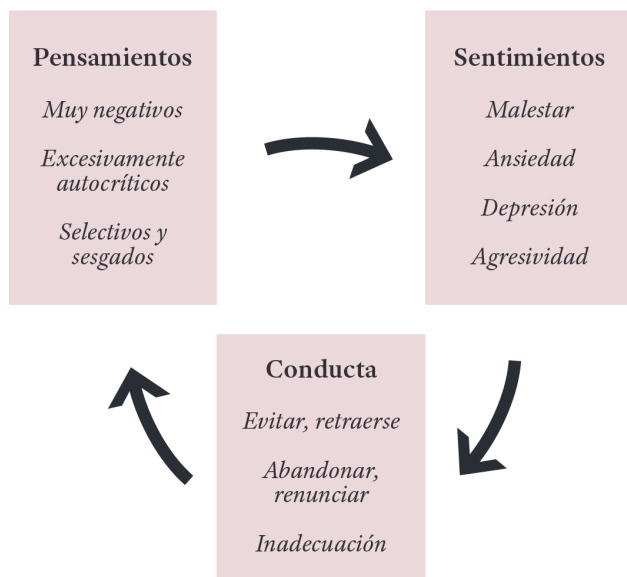 Pensamientos
Muy negativos
Excesivamente
autocríticos
Selectivos y
sesgados
Sentimientos
Malestar
Ansiedad
Depresión
Agresividad
Conducta
Evitar, retraerse
Abandonar,
renunciar
Inadecuación